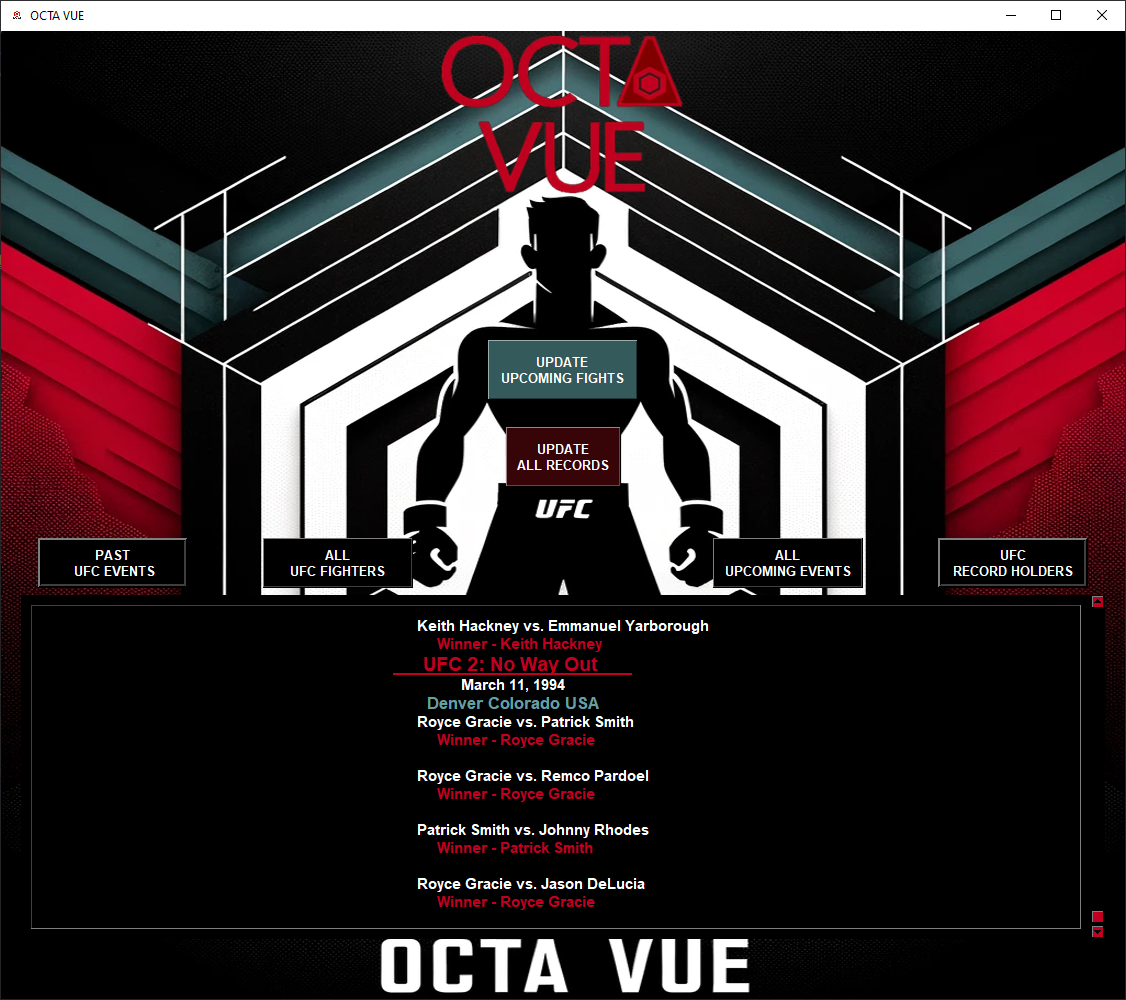 OCTA VUE
OCTA
VUE
UPDATE
UPCOMING FIGHTS
UPDATE
ALL RECORDS
UFC
PAST
UFC EVENTS
ALL
UFC FIGHTERS
ALL
UPCOMING EVENTS
UFC
RECORD HOLDERS
Keith Hackney vs. Emmanuel Yarborough
Winner - Keith Hackney
UFC 2: No Way Out
March 11, 1994
Denver Colorado USA
Royce Gracie vs. Patrick Smith
Winner - Royce Gracie
Royce Gracie vs. Remco Pardoel
Winner - Royce Gracie
Patrick Smith vs. Johnny Rhodes
Winner - Patrick Smith
Royce Gracie vs. Jason DeLucia
Winner - Royce Gracie
OCTA VUE